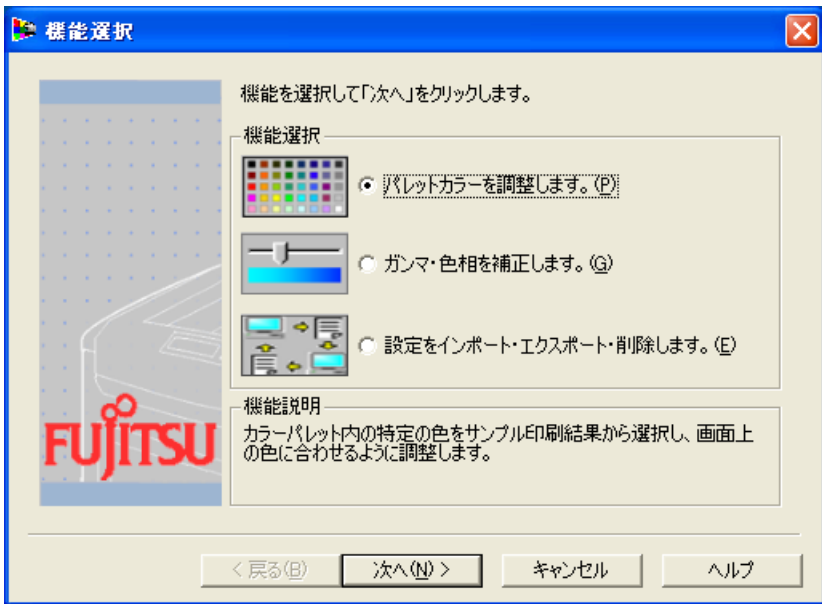 機能選択
機能を選択して「次へ」をクリックします。
機能選択
パレットカラーを調整します。(P)
ガンマ・色相を補正します。(G)
設定をインポート・エクスポート・削除します。(E)
FUJITSU
機能説明
カラーパレット内の特定の色をサンプル印刷結果から選択し、画面上
の色に合わせるように調整します。
< 戻る(B)
次へ(N) >
キャンセル
ヘルプ